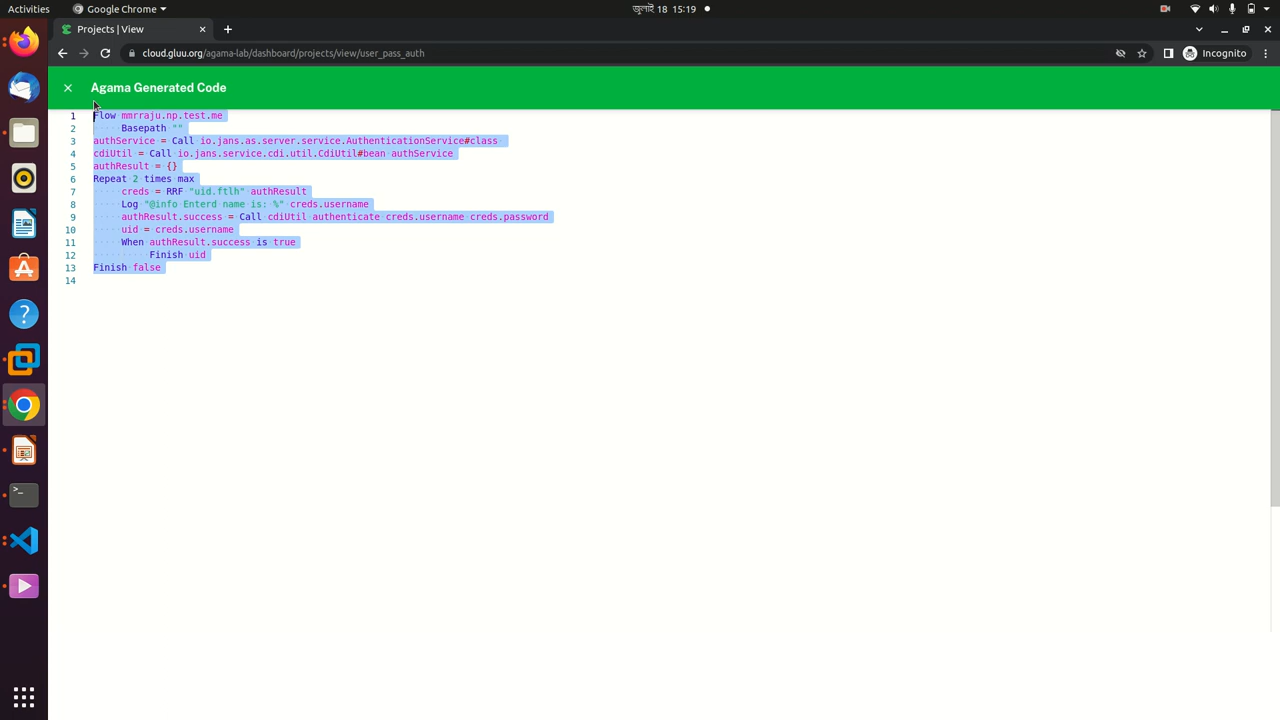 Activities
Google Chrome
জুলাই 18 15:19
Projects | View
cloud.gluu.org/agama-lab/dashboard/projects/view/user_pass_auth
Incognito
Agama Generated Code
1 Flow mmrraju.np.test.me
2 Basepath ""
3 authService = Call io.jans.as.server.service.AuthenticationService#class
4 cdiUtil = Call io.jans.service.cdi.util.CdiUtil#bean authService
5 authResult = {}
6 Repeat 2 times max
7 creds = RRF "uid.ftlh" authResult
8 Log "@info Enterd name is: %" creds.username
9 authResult.success = Call cdiUtil authenticate creds.username creds.password
10 uid = creds.username
11 When authResult.success is true
12 Finish uid
13 Finish false
14